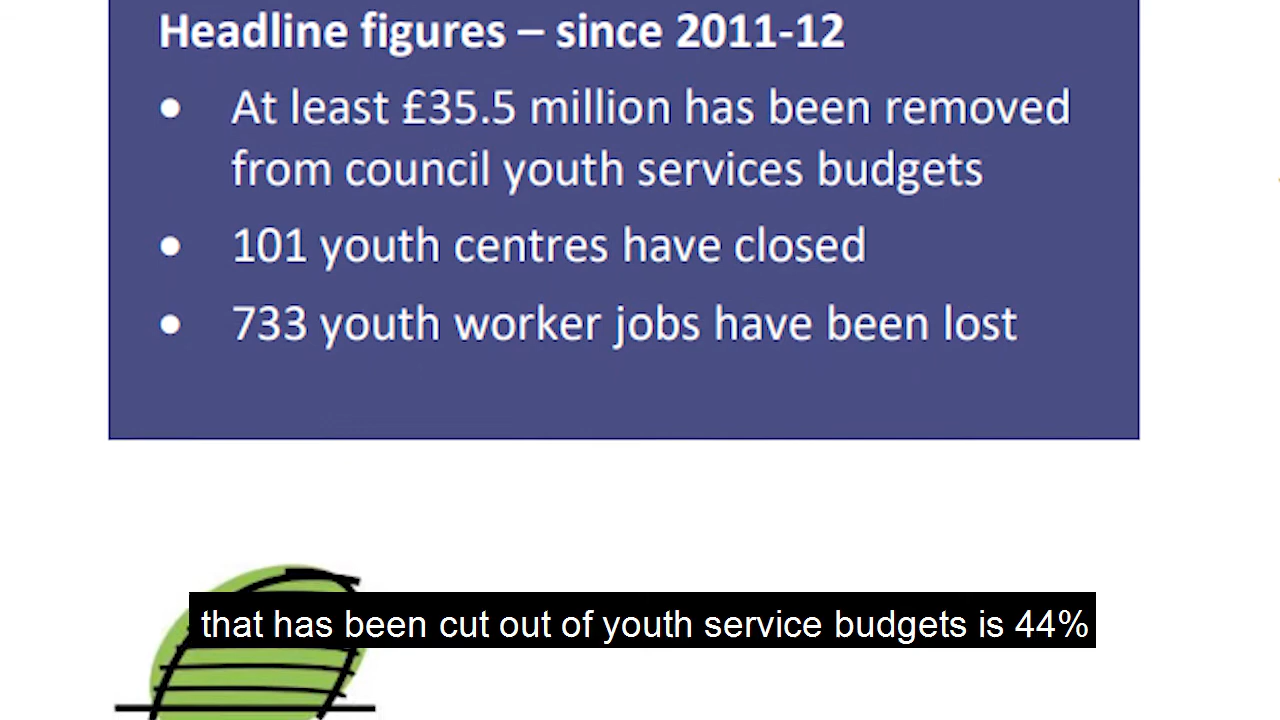 Headline figures – since 2011-12
• At least £35.5 million has been removed
from council youth services budgets
• 101 youth centres have closed
• 733 youth worker jobs have been lost
that has been cut out of youth service budgets is 44%